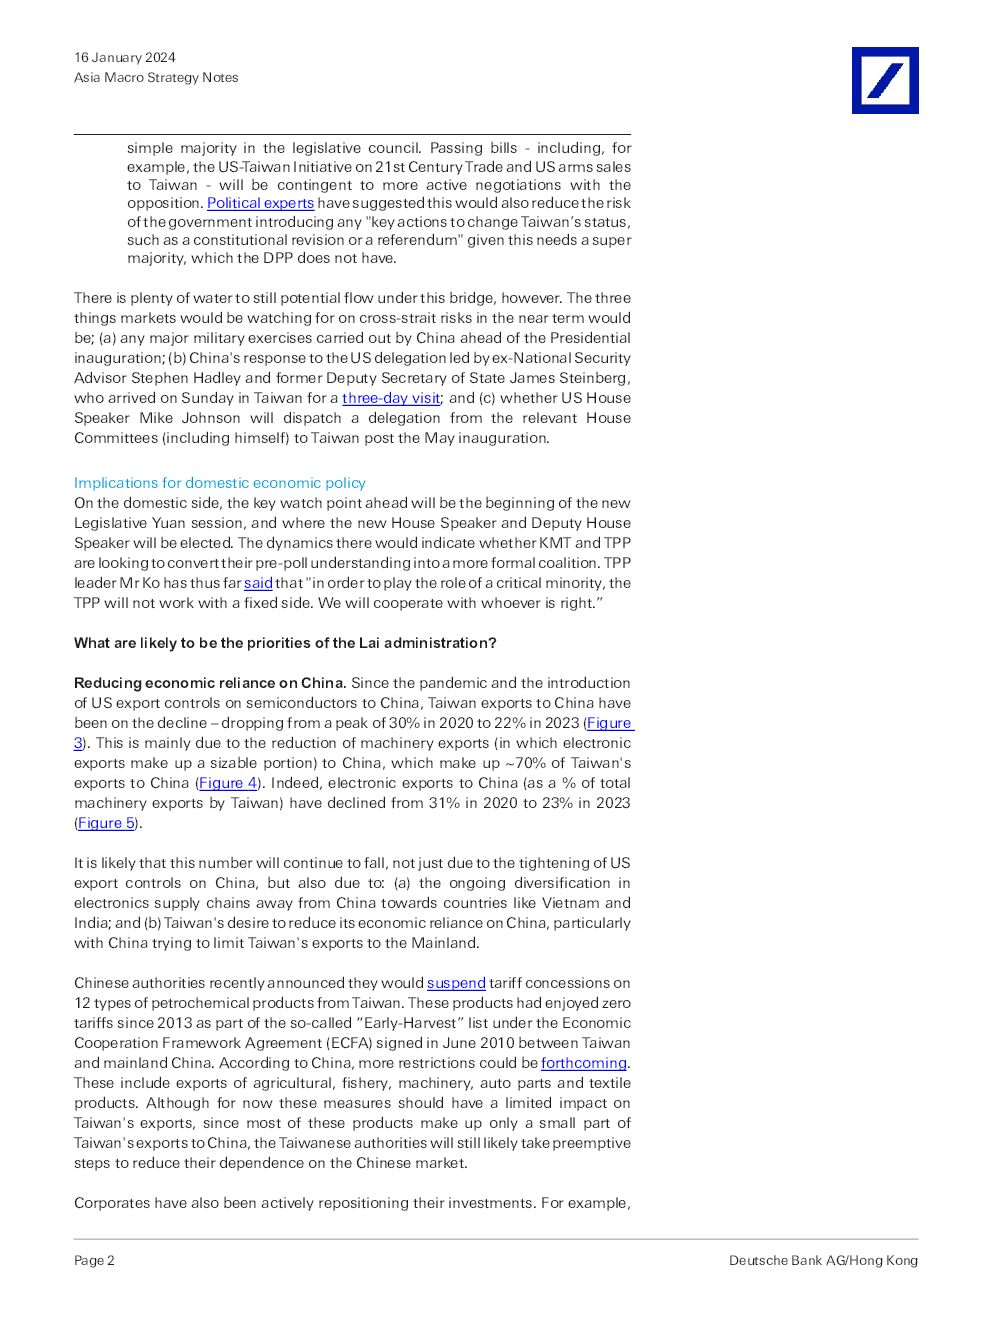 16 January 2024
Asia Macro Strategy Notes
simple majority in the legislative council. Passing bills - including, for
example, the US-Taiwan Initiative on 21st Century Trade and US arms sales
to Taiwan - will be contingent to more active negotiations with the
opposition. Political experts have suggested this would also reduce the risk
of the government introducing any "key actions to change Taiwan’s status,
such as a constitutional revision or a referendum" given this needs a super
majority, which the DPP does not have.
There is plenty of water to still potential flow under this bridge, however. The three
things markets would be watching for on cross-strait risks in the near term would
be; (a) any major military exercises carried out by China ahead of the Presidential
inauguration; (b) China's response to the US delegation led by ex-National Security
Advisor Stephen Hadley and former Deputy Secretary of State James Steinberg,
who arrived on Sunday in Taiwan for a three-day visit; and (c) whether US House
Speaker Mike Johnson will dispatch a delegation from the relevant House
Committees (including himself) to Taiwan post the May inauguration.
Implications for domestic economic policy
On the domestic side, the key watch point ahead will be the beginning of the new
Legislative Yuan session, and where the new House Speaker and Deputy House
Speaker will be elected. The dynamics there would indicate whether KMT and TPP
are looking to convert their pre-poll understanding into a more formal coalition. TPP
leader Mr Ko has thus far said that "in order to play the role of a critical minority, the
TPP will not work with a fixed side. We will cooperate with whoever is right.”
What are likely to be the priorities of the Lai administration?
Reducing economic reliance on China. Since the pandemic and the introduction
of US export controls on semiconductors to China, Taiwan exports to China have
been on the decline – dropping from a peak of 30% in 2020 to 22% in 2023 (Figure
3). This is mainly due to the reduction of machinery exports (in which electronic
exports make up a sizable portion) to China, which make up ~70% of Taiwan's
exports to China (Figure 4). Indeed, electronic exports to China (as a % of total
machinery exports by Taiwan) have declined from 31% in 2020 to 23% in 2023
(Figure 5).
It is likely that this number will continue to fall, not just due to the tightening of US
export controls on China, but also due to: (a) the ongoing diversification in
electronics supply chains away from China towards countries like Vietnam and
India; and (b) Taiwan's desire to reduce its economic reliance on China, particularly
with China trying to limit Taiwan's exports to the Mainland.
Chinese authorities recently announced they would suspend tariff concessions on
12 types of petrochemical products from Taiwan. These products had enjoyed zero
tariffs since 2013 as part of the so-called “Early-Harvest” list under the Economic
Cooperation Framework Agreement (ECFA) signed in June 2010 between Taiwan
and mainland China. According to China, more restrictions could be forthcoming.
These include exports of agricultural, fishery, machinery, auto parts and textile
products. Although for now these measures should have a limited impact on
Taiwan's exports, since most of these products make up only a small part of
Taiwan's exports to China, the Taiwanese authorities will still likely take preemptive
steps to reduce their dependence on the Chinese market.
Corporates have also been actively repositioning their investments. For example,
Page 2
Deutsche Bank AG/Hong Kong